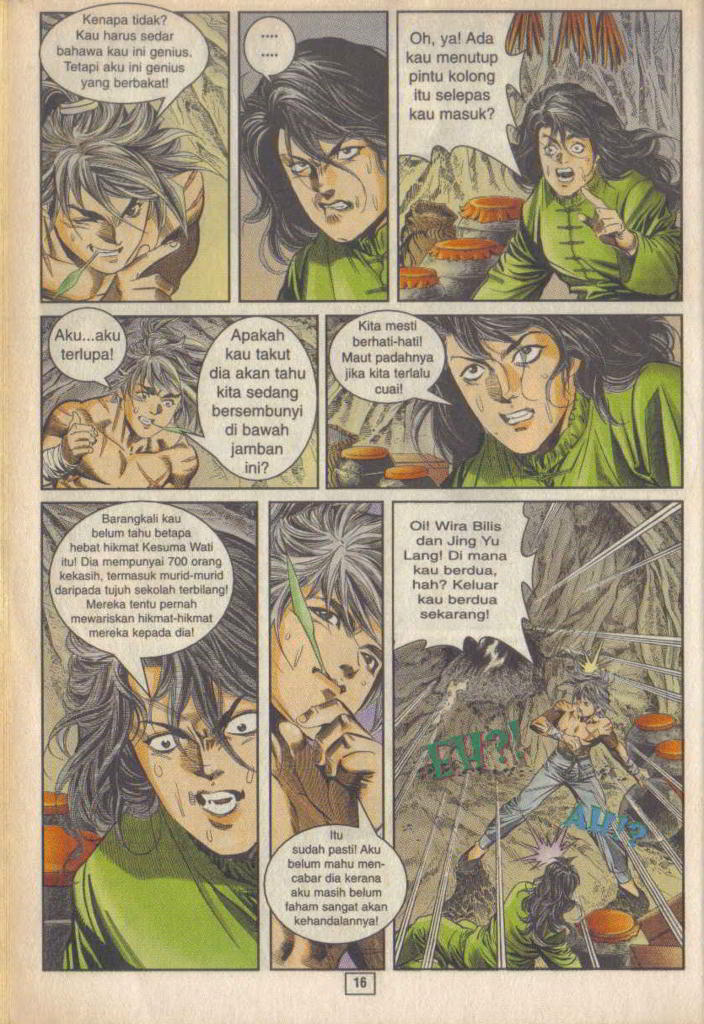 Kenapa tidak?
Kau harus sedar
bahawa kau ini genius.
Tetapi aku ini genius
yang berbakat!
....
....
Oh, ya! Ada
kau menutup
pintu kolong
itu selepas
kau masuk?
Aku...aku
terlupa!
Apakah
kau takut
dia akan tahu
kita sedang
bersembunyi
di bawah
jamban
ini?
Kita mesti
berhati-hati!
Maut padahnya
jika kita terlalu
cuai!
Barangkali kau
belum tahu betapa
hebat hikmat Kesuma Wati
itu! Dia mempunyai 700 orang
kekasih, termasuk murid-murid
daripada tujuh sekolah terbilang!
Mereka tentu pernah
mewariskan hikmat-hikmat
mereka kepada dia!
Itu
sudah pasti! Aku
belum mahu men-
cabar dia kerana
aku masih belum
faham sangat akan
kehandalannya!
Oi! Wira Bilis
dan Jing Yu
Lang! Di mana
kau berdua,
hah? Keluar
kau berdua
sekarang!
EH?!
AH!?
16